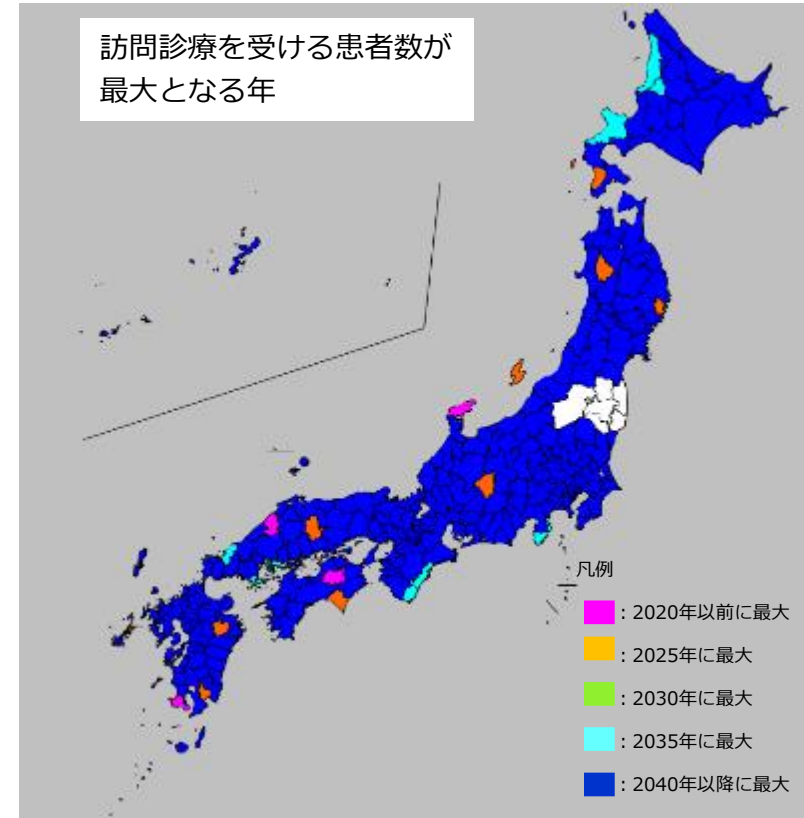 訪問診療を受ける患者数が
最大となる年
凡例
：2020年以前に最大
：2025年に最大
：2030年に最大
：2035年に最大
：2040年以降に最大